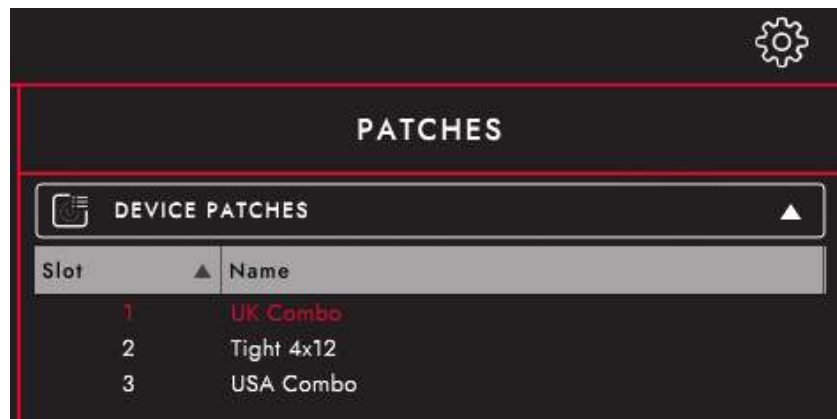 PATCHES
DEVICE PATCHES
Slot Name
1 UK Combo
2 Tight 4x12
3 USA Combo